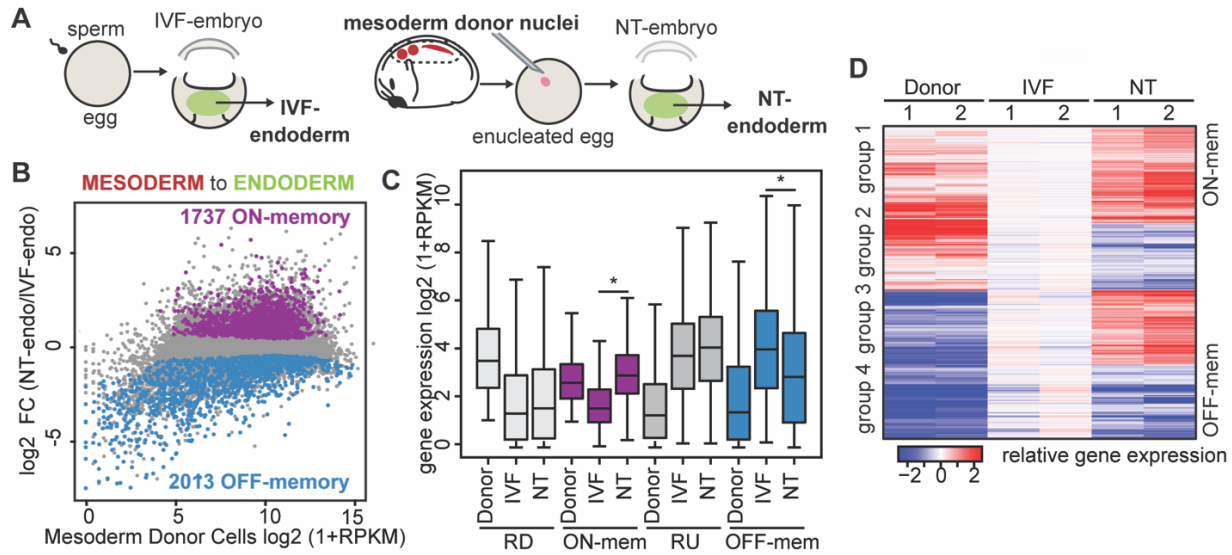 A
sperm
egg
IVF-embryo
IVF-
endoderm
mesoderm donor nuclei
enucleated egg
NT-embryo
NT-
endoderm
B
MESODERM to ENDODERM
1737 ON-memory
2013 OFF-memory
log2 FC (NT-endo/IVF-endo)
5
0
-5
0 5 10 15
Mesoderm Donor Cells log2 (1+RPKM)
C
gene expression log2 (1+RPKM)
10
8
6
4
2
0
* *
Donor IVF NT Donor IVF NT Donor IVF NT Donor IVF NT
RD ON-mem RU OFF-mem
D
Donor IVF NT
1 2 1 2 1 2
group 1
group 2
group 3
group 4
ON-mem
OFF-mem
−2 0 2
relative gene expression